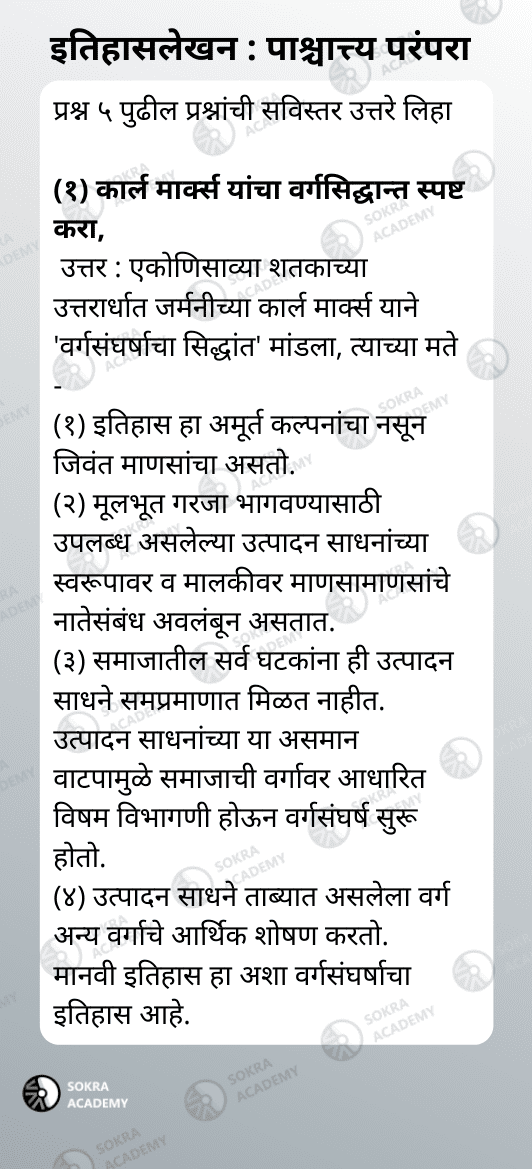 इतिहासलेखन : पाश्चात्त्य परंपरा
प्रश्न ५ पुढील प्रश्नांची सविस्तर उत्तरे लिहा
(१) कार्ल मार्क्स यांचा वर्गसिद्धान्त स्पष्ट
करा,
उत्तर : एकोणिसाव्या शतकाच्या
उत्तरार्धात जर्मनीच्या कार्ल मार्क्स याने
'वर्गसंघर्षाचा सिद्धांत' मांडला, त्याच्या मते
-
(१) इतिहास हा अमूर्त कल्पनांचा नसून
जिवंत माणसांचा असतो.
(२) मूलभूत गरजा भागवण्यासाठी
उपलब्ध असलेल्या उत्पादन साधनांच्या
स्वरूपावर व मालकीवर माणसामाणसांचे
नातेसंबंध अवलंबून असतात.
(३) समाजातील सर्व घटकांना ही उत्पादन
साधने समप्रमाणात मिळत नाहीत.
उत्पादन साधनांच्या या असमान
वाटपामुळे समाजाची वर्गावर आधारित
विषम विभागणी होऊन वर्गसंघर्ष सुरू
होतो.
(४) उत्पादन साधने ताब्यात असलेला वर्ग
अन्य वर्गाचे आर्थिक शोषण करतो.
मानवी इतिहास हा अशा वर्गसंघर्षाचा
इतिहास आहे.
SOKRA
ACADEMY